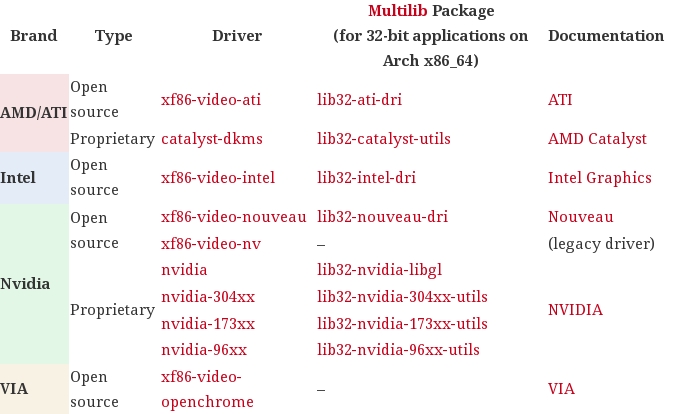 Brand Type Driver Multilib Package
(for 32-bit applications on
Arch x86_64) Documentation
AMD/ATI Open
source xf86-video-ati lib32-ati-dri ATI
Proprietary catalyst-dkms lib32-catalyst-utils AMD Catalyst
Intel Open
source xf86-video-intel lib32-intel-dri Intel Graphics
Nvidia Open
source xf86-video-nouveau lib32-nouveau-dri Nouveau
xf86-video-nv – (legacy driver)
Proprietary nvidia lib32-nvidia-libgl NVIDIA
nvidia-304xx lib32-nvidia-304xx-utils
nvidia-173xx lib32-nvidia-173xx-utils
nvidia-96xx lib32-nvidia-96xx-utils
VIA Open
source xf86-video-
openchrome – VIA